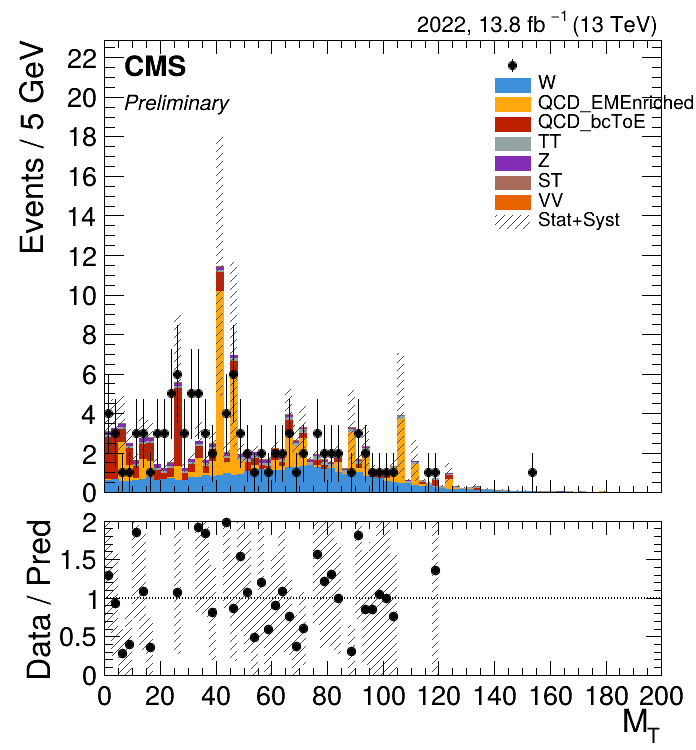 2022, 13.8 fb⁻¹ (13 TeV)
Events / 5 GeV
22
20
18
16
14
12
10
8
6
4
2
0
CMS
Preliminary
W
QCD_EMEnriched
QCD_bcToE
TT
Z
ST
VV
Stat+Syst
Data / Pred
2
1.5
1
0.5
0
0 20 40 60 80 100 120 140 160 180 200
M_T